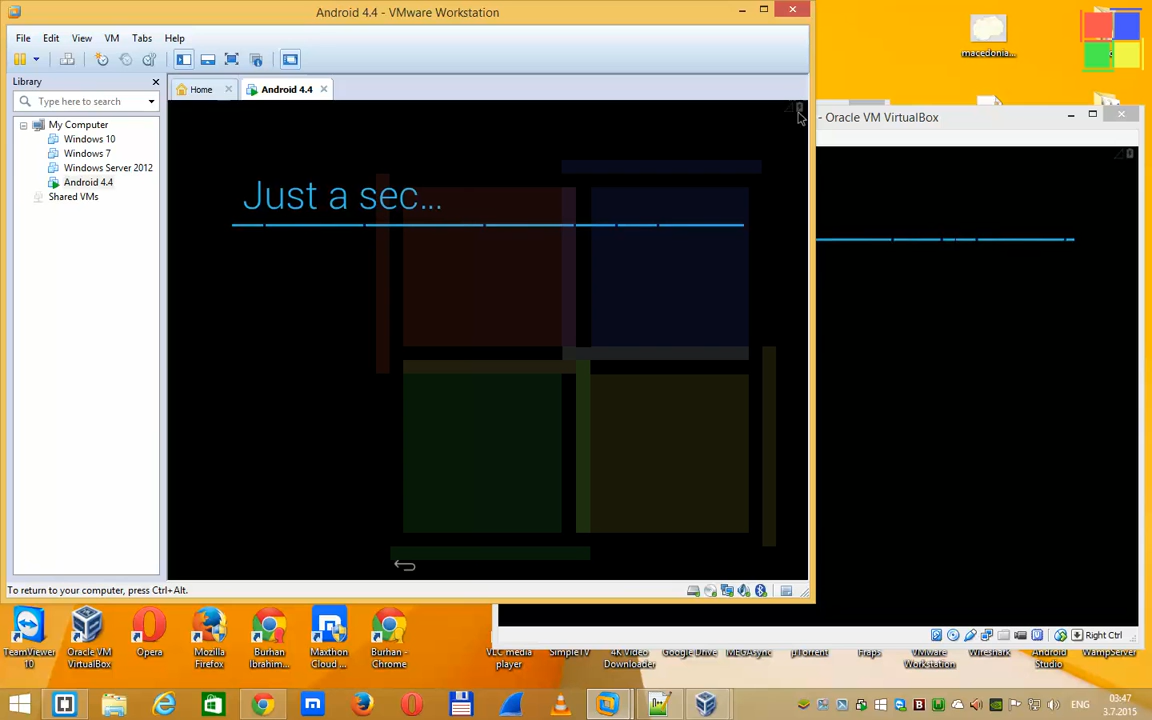 Android 4.4 - VMware Workstation
File Edit View VM Tabs Help
Library
Type here to search
My Computer
Windows 10
Windows 7
Windows Server 2012
Android 4.4
Shared VMs
Home
Android 4.4
Just a sec...
To return to your computer, press Ctrl+Alt.
macedonia...
- Oracle VM VirtualBox
Right Ctrl
TeamViewer 10
Oracle VM VirtualBox
Opera
Mozilla Firefox
Burhan Ibrahim...
Maxthon Cloud ...
Burhan - Chrome
VLC media player
SimpleTV
4K Video Downloader
Google Drive
MEGAsync
µTorrent
Fraps
VMware Workstation
Wireshark
Android Studio
WampServer
ENG
03:47
3.7.2015